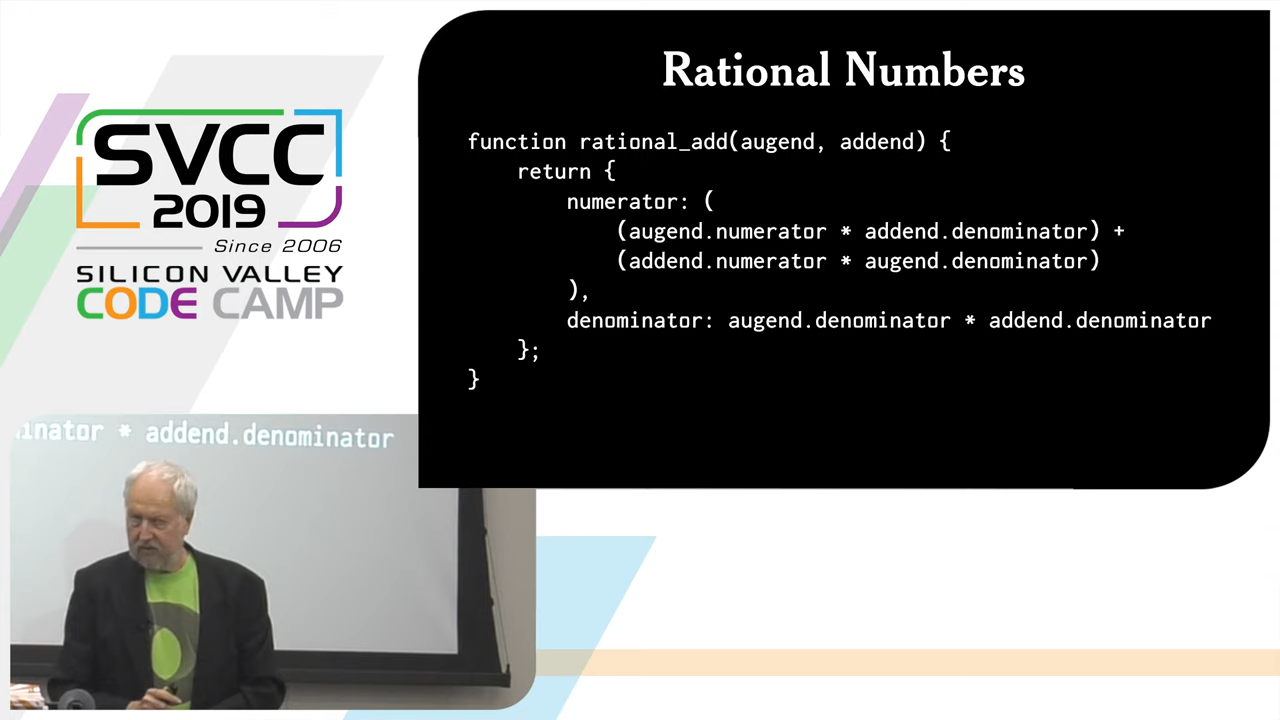 SVCC
2019
Since 2006
SILICON VALLEY
CODE CAMP
Rational Numbers
function rational_add(augend, addend) {
    return {
        numerator: (
            (augend.numerator * addend.denominator) +
            (addend.numerator * augend.denominator)
        ),
        denominator: augend.denominator * addend.denominator
    };
}
inator * addend.denominator